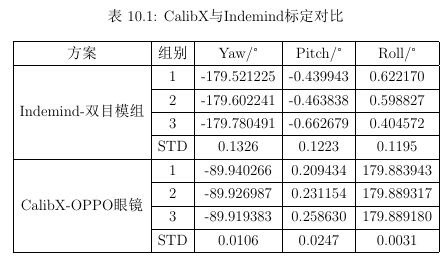 表 10.1: CalibX与Indemind标定对比
方案 组别 Yaw/° Pitch/° Roll/°
Indemind-双目模组
1 -179.521225 -0.439943 0.622170
2 -179.602241 -0.463838 0.598827
3 -179.780491 -0.662679 0.404572
STD 0.1326 0.1223 0.1195
CalibX-OPPO眼镜
1 -89.940266 0.209434 179.883943
2 -89.926987 0.231154 179.889317
3 -89.919383 0.258630 179.889180
STD 0.0106 0.0247 0.0031